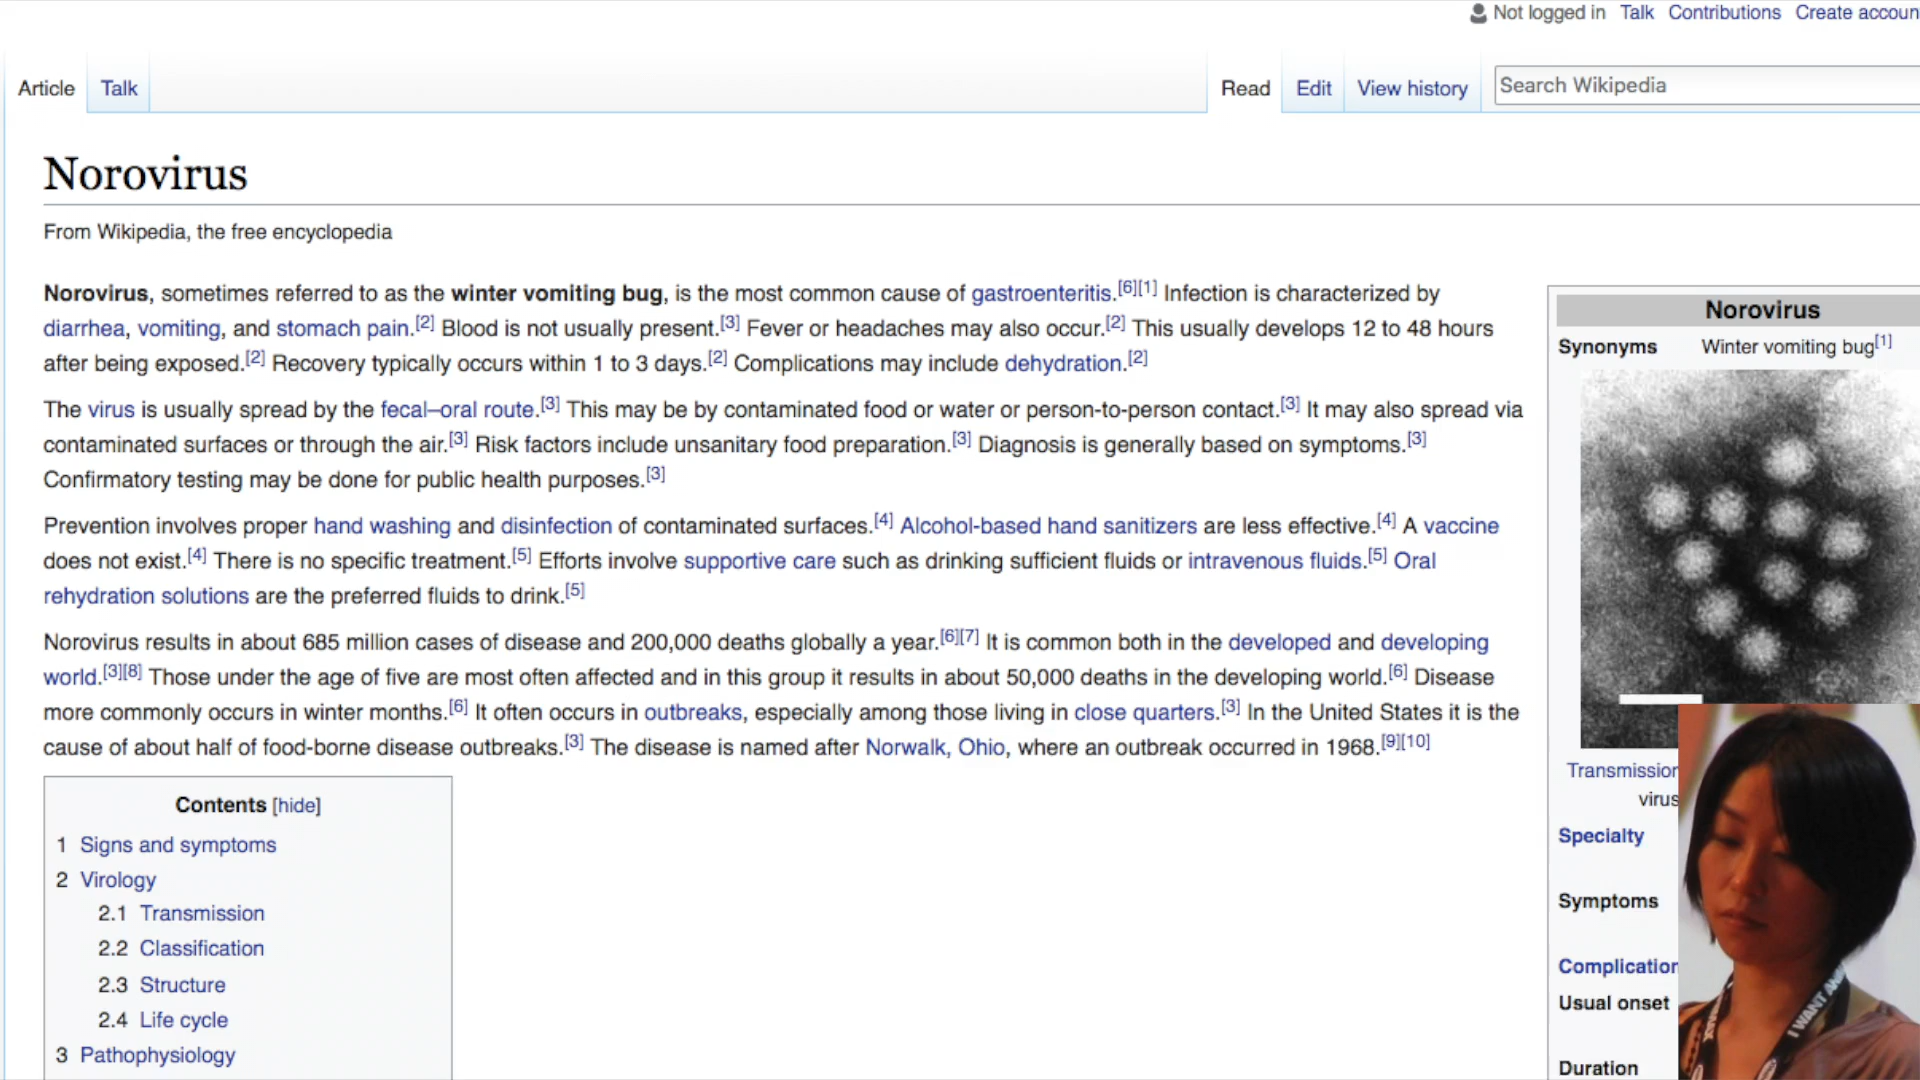 Not logged in Talk Contributions Create accoun
Article Talk Read Edit View history Search Wikipedia
Norovirus
From Wikipedia, the free encyclopedia
Norovirus, sometimes referred to as the winter vomiting bug, is the most common cause of gastroenteritis.[6][1] Infection is characterized by
diarrhea, vomiting, and stomach pain.[2] Blood is not usually present.[3] Fever or headaches may also occur.[2] This usually develops 12 to 48 hours
after being exposed.[2] Recovery typically occurs within 1 to 3 days.[2] Complications may include dehydration.[2]
The virus is usually spread by the fecal–oral route.[3] This may be by contaminated food or water or person-to-person contact.[3] It may also spread via
contaminated surfaces or through the air.[3] Risk factors include unsanitary food preparation.[3] Diagnosis is generally based on symptoms.[3]
Confirmatory testing may be done for public health purposes.[3]
Prevention involves proper hand washing and disinfection of contaminated surfaces.[4] Alcohol-based hand sanitizers are less effective.[4] A vaccine
does not exist.[4] There is no specific treatment.[5] Efforts involve supportive care such as drinking sufficient fluids or intravenous fluids.[5] Oral
rehydration solutions are the preferred fluids to drink.[5]
Norovirus results in about 685 million cases of disease and 200,000 deaths globally a year.[6][7] It is common both in the developed and developing
world.[3][8] Those under the age of five are most often affected and in this group it results in about 50,000 deaths in the developing world.[6] Disease
more commonly occurs in winter months.[6] It often occurs in outbreaks, especially among those living in close quarters.[3] In the United States it is the
cause of about half of food-borne disease outbreaks.[3] The disease is named after Norwalk, Ohio, where an outbreak occurred in 1968.[9][10]
Contents [hide]
1 Signs and symptoms
2 Virology
2.1 Transmission
2.2 Classification
2.3 Structure
2.4 Life cycle
3 Pathophysiology
Norovirus
Synonyms Winter vomiting bug[1]
Transmission
virus
Specialty
Symptoms
Complication
Usual onset
Duration
I WANT